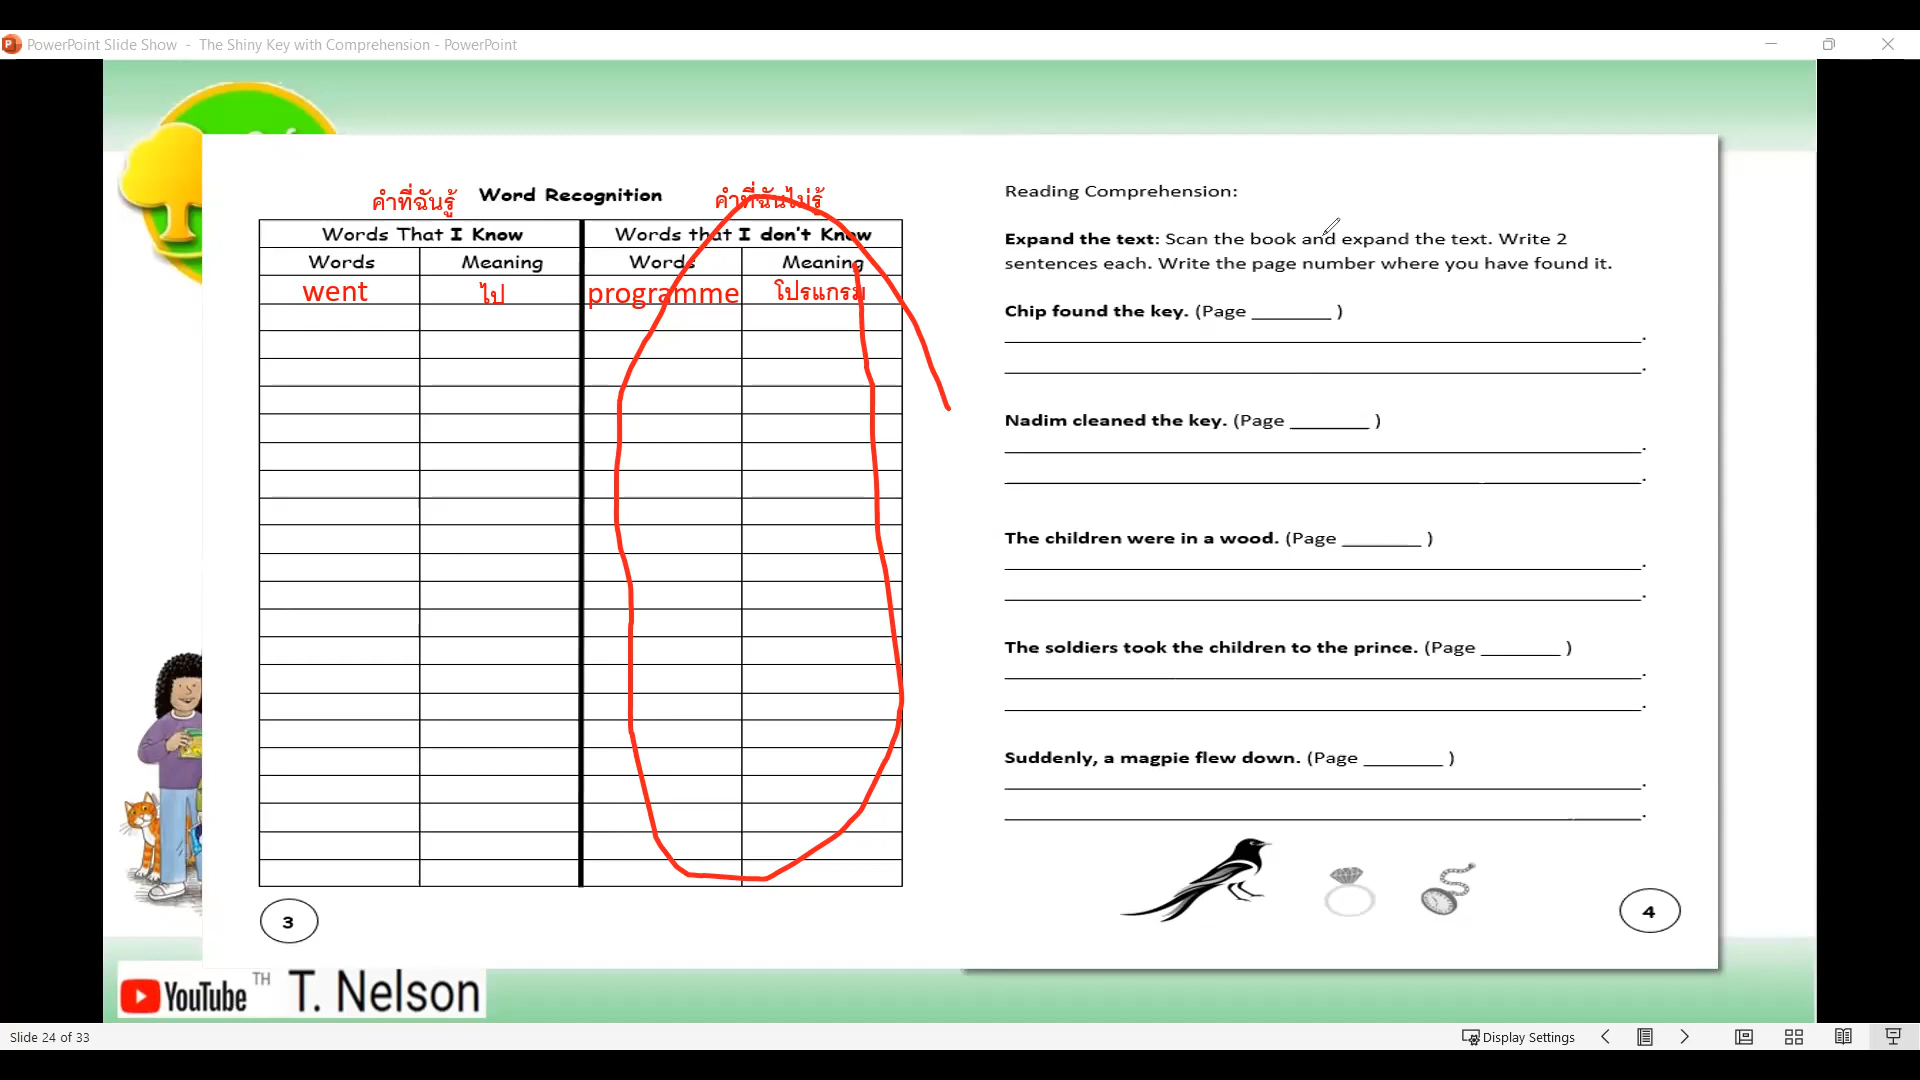 PowerPoint Slide Show - The Shiny Key with Comprehension - PowerPoint
คำที่ฉันรู้ Word Recognition คำที่ฉันไม่รู้
Words That I Know Words that I don't Know
Words Meaning Words Meaning
went ไป programme โปรแกรม
3
Reading Comprehension:
Expand the text: Scan the book and expand the text. Write 2
sentences each. Write the page number where you have found it.
Chip found the key. (Page ________ )
Nadim cleaned the key. (Page ________ )
The children were in a wood. (Page ________ )
The soldiers took the children to the prince. (Page ________ )
Suddenly, a magpie flew down. (Page ________ )
4
YouTube TH T. Nelson
Slide 24 of 33
Display Settings